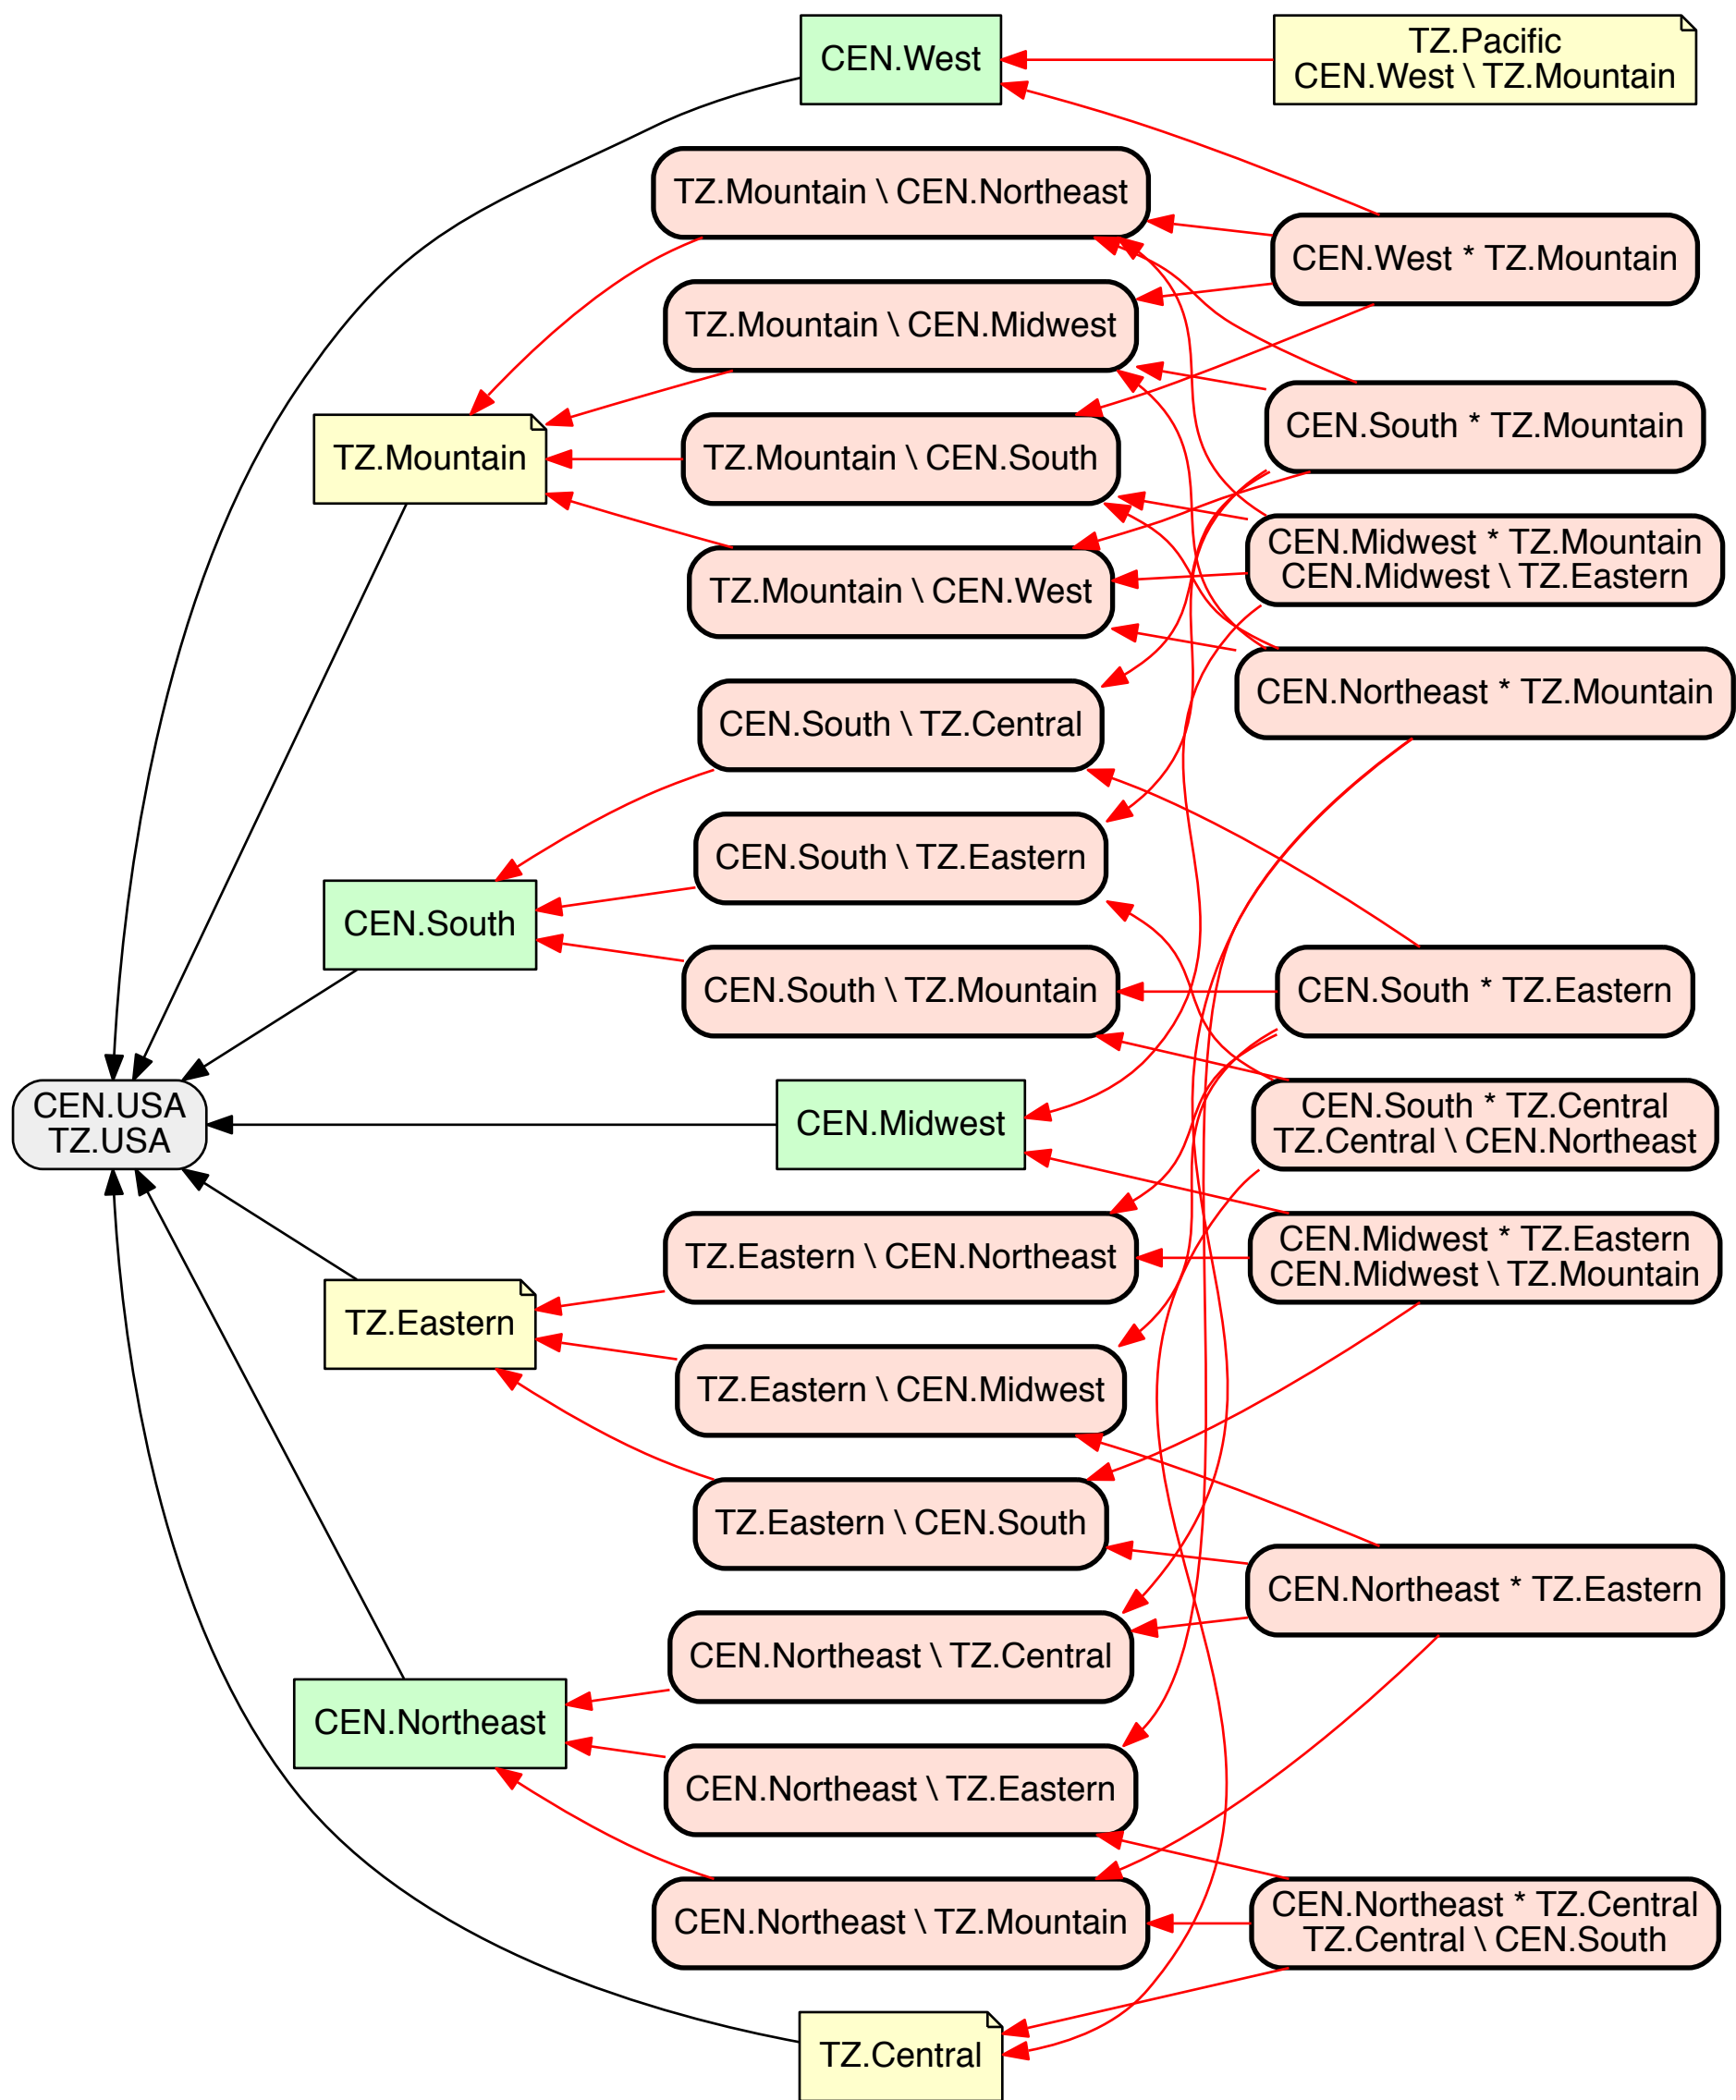 CEN.West
TZ.Pacific
CEN.West \ TZ.Mountain
TZ.Mountain \ CEN.Northeast
CEN.West * TZ.Mountain
TZ.Mountain \ CEN.Midwest
CEN.South * TZ.Mountain
TZ.Mountain
TZ.Mountain \ CEN.South
CEN.Midwest * TZ.Mountain
CEN.Midwest \ TZ.Eastern
TZ.Mountain \ CEN.West
CEN.Northeast * TZ.Mountain
CEN.South \ TZ.Central
CEN.South \ TZ.Eastern
CEN.South
CEN.South \ TZ.Mountain
CEN.South * TZ.Eastern
CEN.USA
TZ.USA
CEN.Midwest
CEN.South * TZ.Central
TZ.Central \ CEN.Northeast
TZ.Eastern \ CEN.Northeast
CEN.Midwest * TZ.Eastern
CEN.Midwest \ TZ.Mountain
TZ.Eastern
TZ.Eastern \ CEN.Midwest
TZ.Eastern \ CEN.South
CEN.Northeast * TZ.Eastern
CEN.Northeast \ TZ.Central
CEN.Northeast
CEN.Northeast \ TZ.Eastern
CEN.Northeast \ TZ.Mountain
CEN.Northeast * TZ.Central
TZ.Central \ CEN.South
TZ.Central